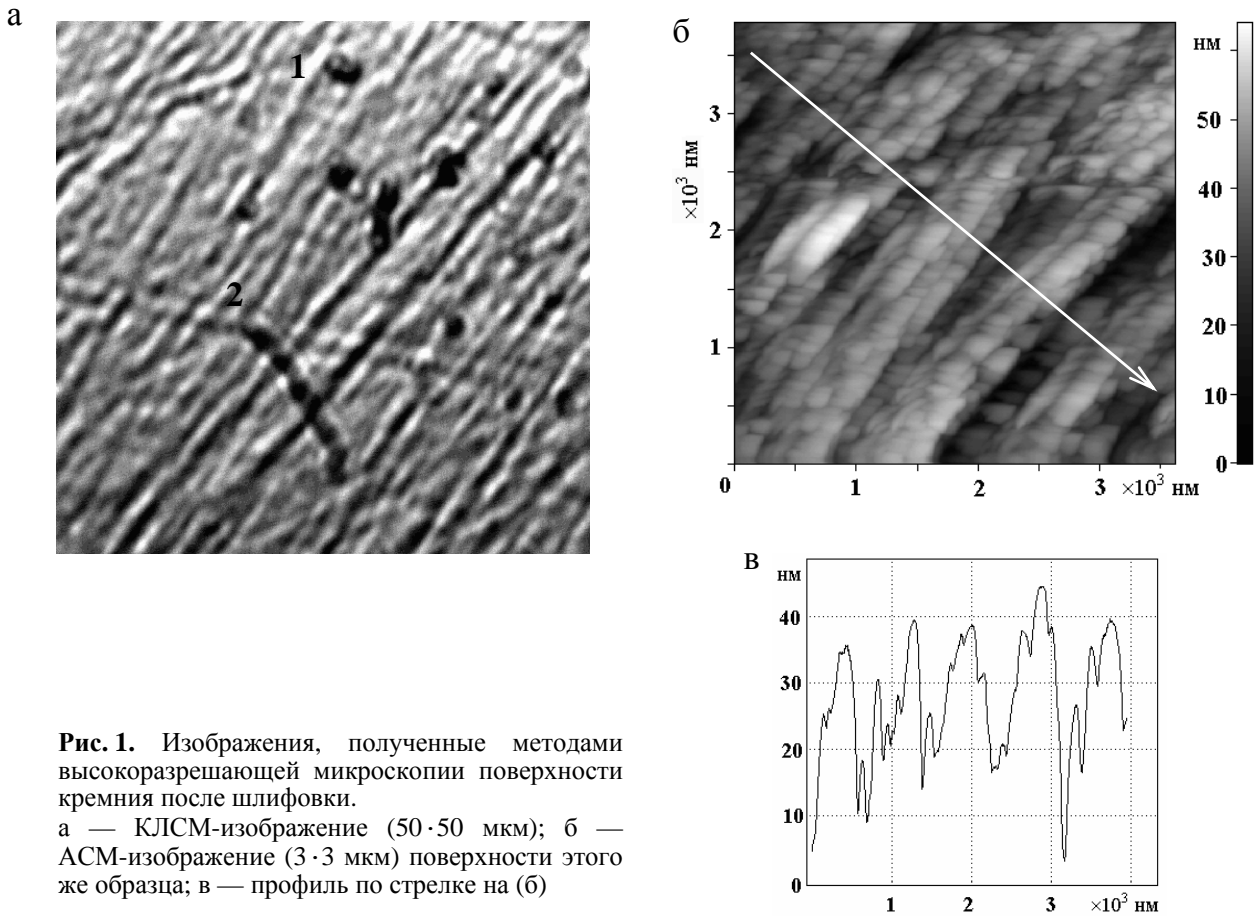 а
1
2
б
нм
3
2
1
×10³ нм
50
40
30
20
10
0
0
1
2
3
×10³ нм
в
нм
40
30
20
10
0
1
2
3
×10³ нм
Рис. 1. Изображения, полученные методами
высокоразрешающей микроскопии поверхности
кремния после шлифовки.
а — КЛСМ-изображение (50·50 мкм); б —
АСМ-изображение (3·3 мкм) поверхности этого
же образца; в — профиль по стрелке на (б)